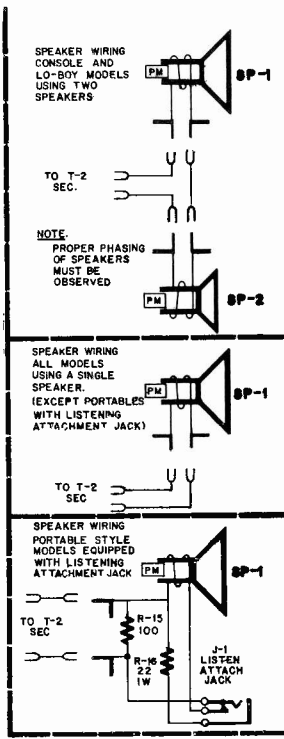 SPEAKER WIRING
CONSOLE AND
LO-BOY MODELS
USING TWO
SPEAKERS
PM
SP-1
TO T-2
SEC.
NOTE.
PROPER PHASING
OF SPEAKERS
MUST BE
OBSERVED
PM
SP-2
SPEAKER WIRING
ALL MODELS
USING A SINGLE
SPEAKER.
(EXCEPT PORTABLES
WITH LISTENING
ATTACHMENT JACK)
PM
SP-1
TO T-2
SEC
SPEAKER WIRING
PORTABLE STYLE
MODELS EQUIPPED
WITH LISTENING
ATTACHMENT JACK
PM
SP-1
TO T-2
SEC
R-15
100
R-16
22
1W
J-1
LISTEN
ATTACH
JACK